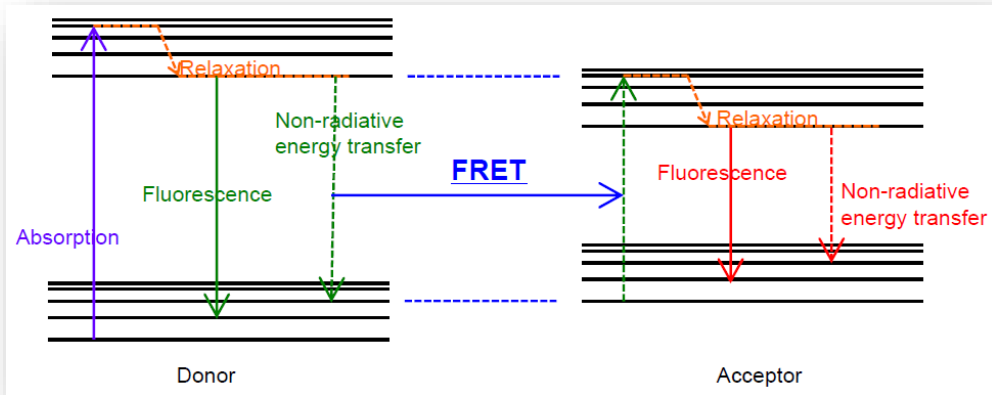 Relaxation
Non-radiative
energy transfer
Fluorescence
Absorption
FRET
Relaxation
Fluorescence
Non-radiative
energy transfer
Donor
Acceptor